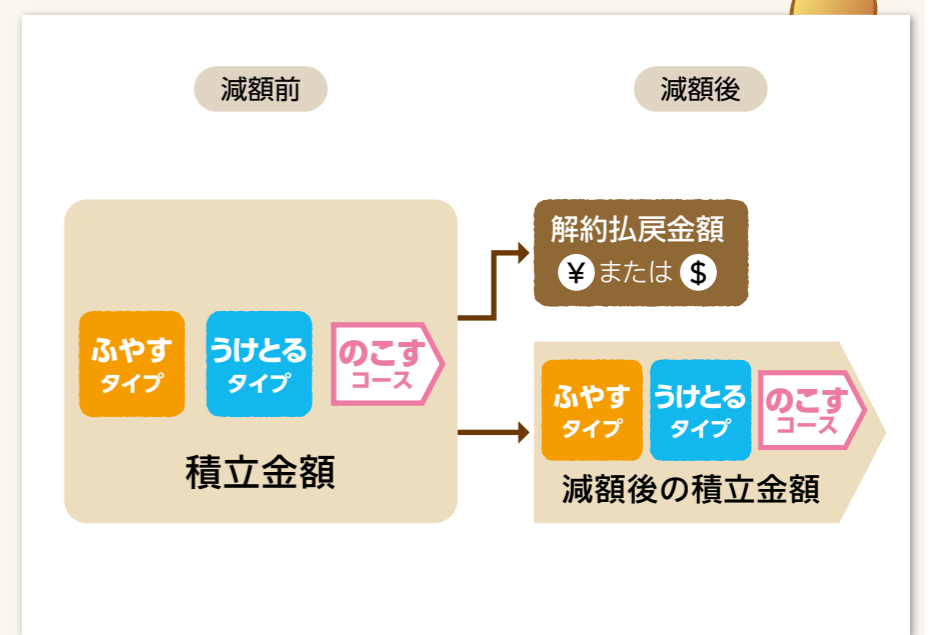 減額前
減額後
解約払戻金額
¥ または $
ふやす
タイプ
うけとる
タイプ
のこす
コース
積立金額
ふやす
タイプ
うけとる
タイプ
のこす
コース
減額後の積立金額